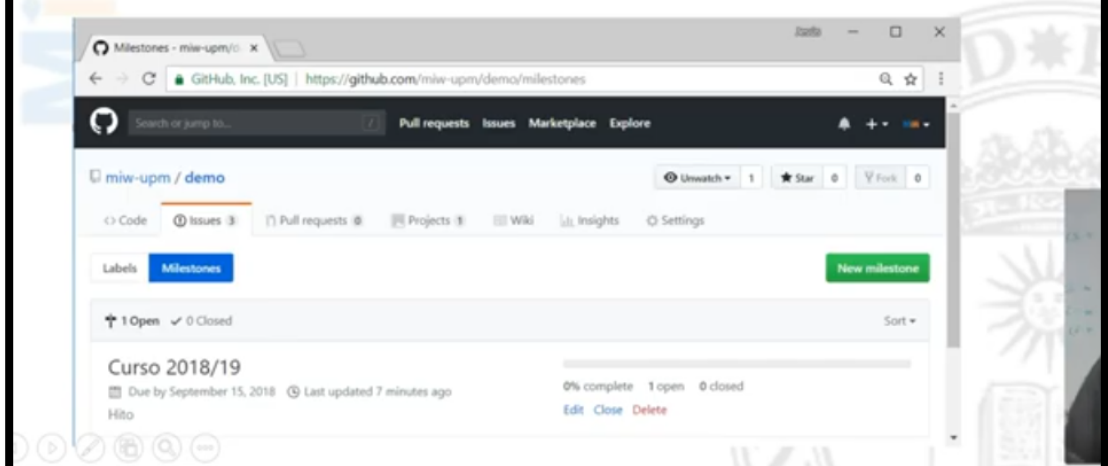 Milestones - miw-upm/d
GitHub, Inc. [US] | https://github.com/miw-upm/demo/milestones
Search or jump to... /
Pull requests Issues Marketplace Explore
miw-upm / demo
Unwatch 1 Star 0 Fork 0
Code Issues 3 Pull requests 0 Projects 1 Wiki Insights Settings
Labels Milestones
New milestone
1 Open 0 Closed
Sort
Curso 2018/19
Due by September 15, 2018 Last updated 7 minutes ago
Hito
0% complete 1 open 0 closed
Edit Close Delete